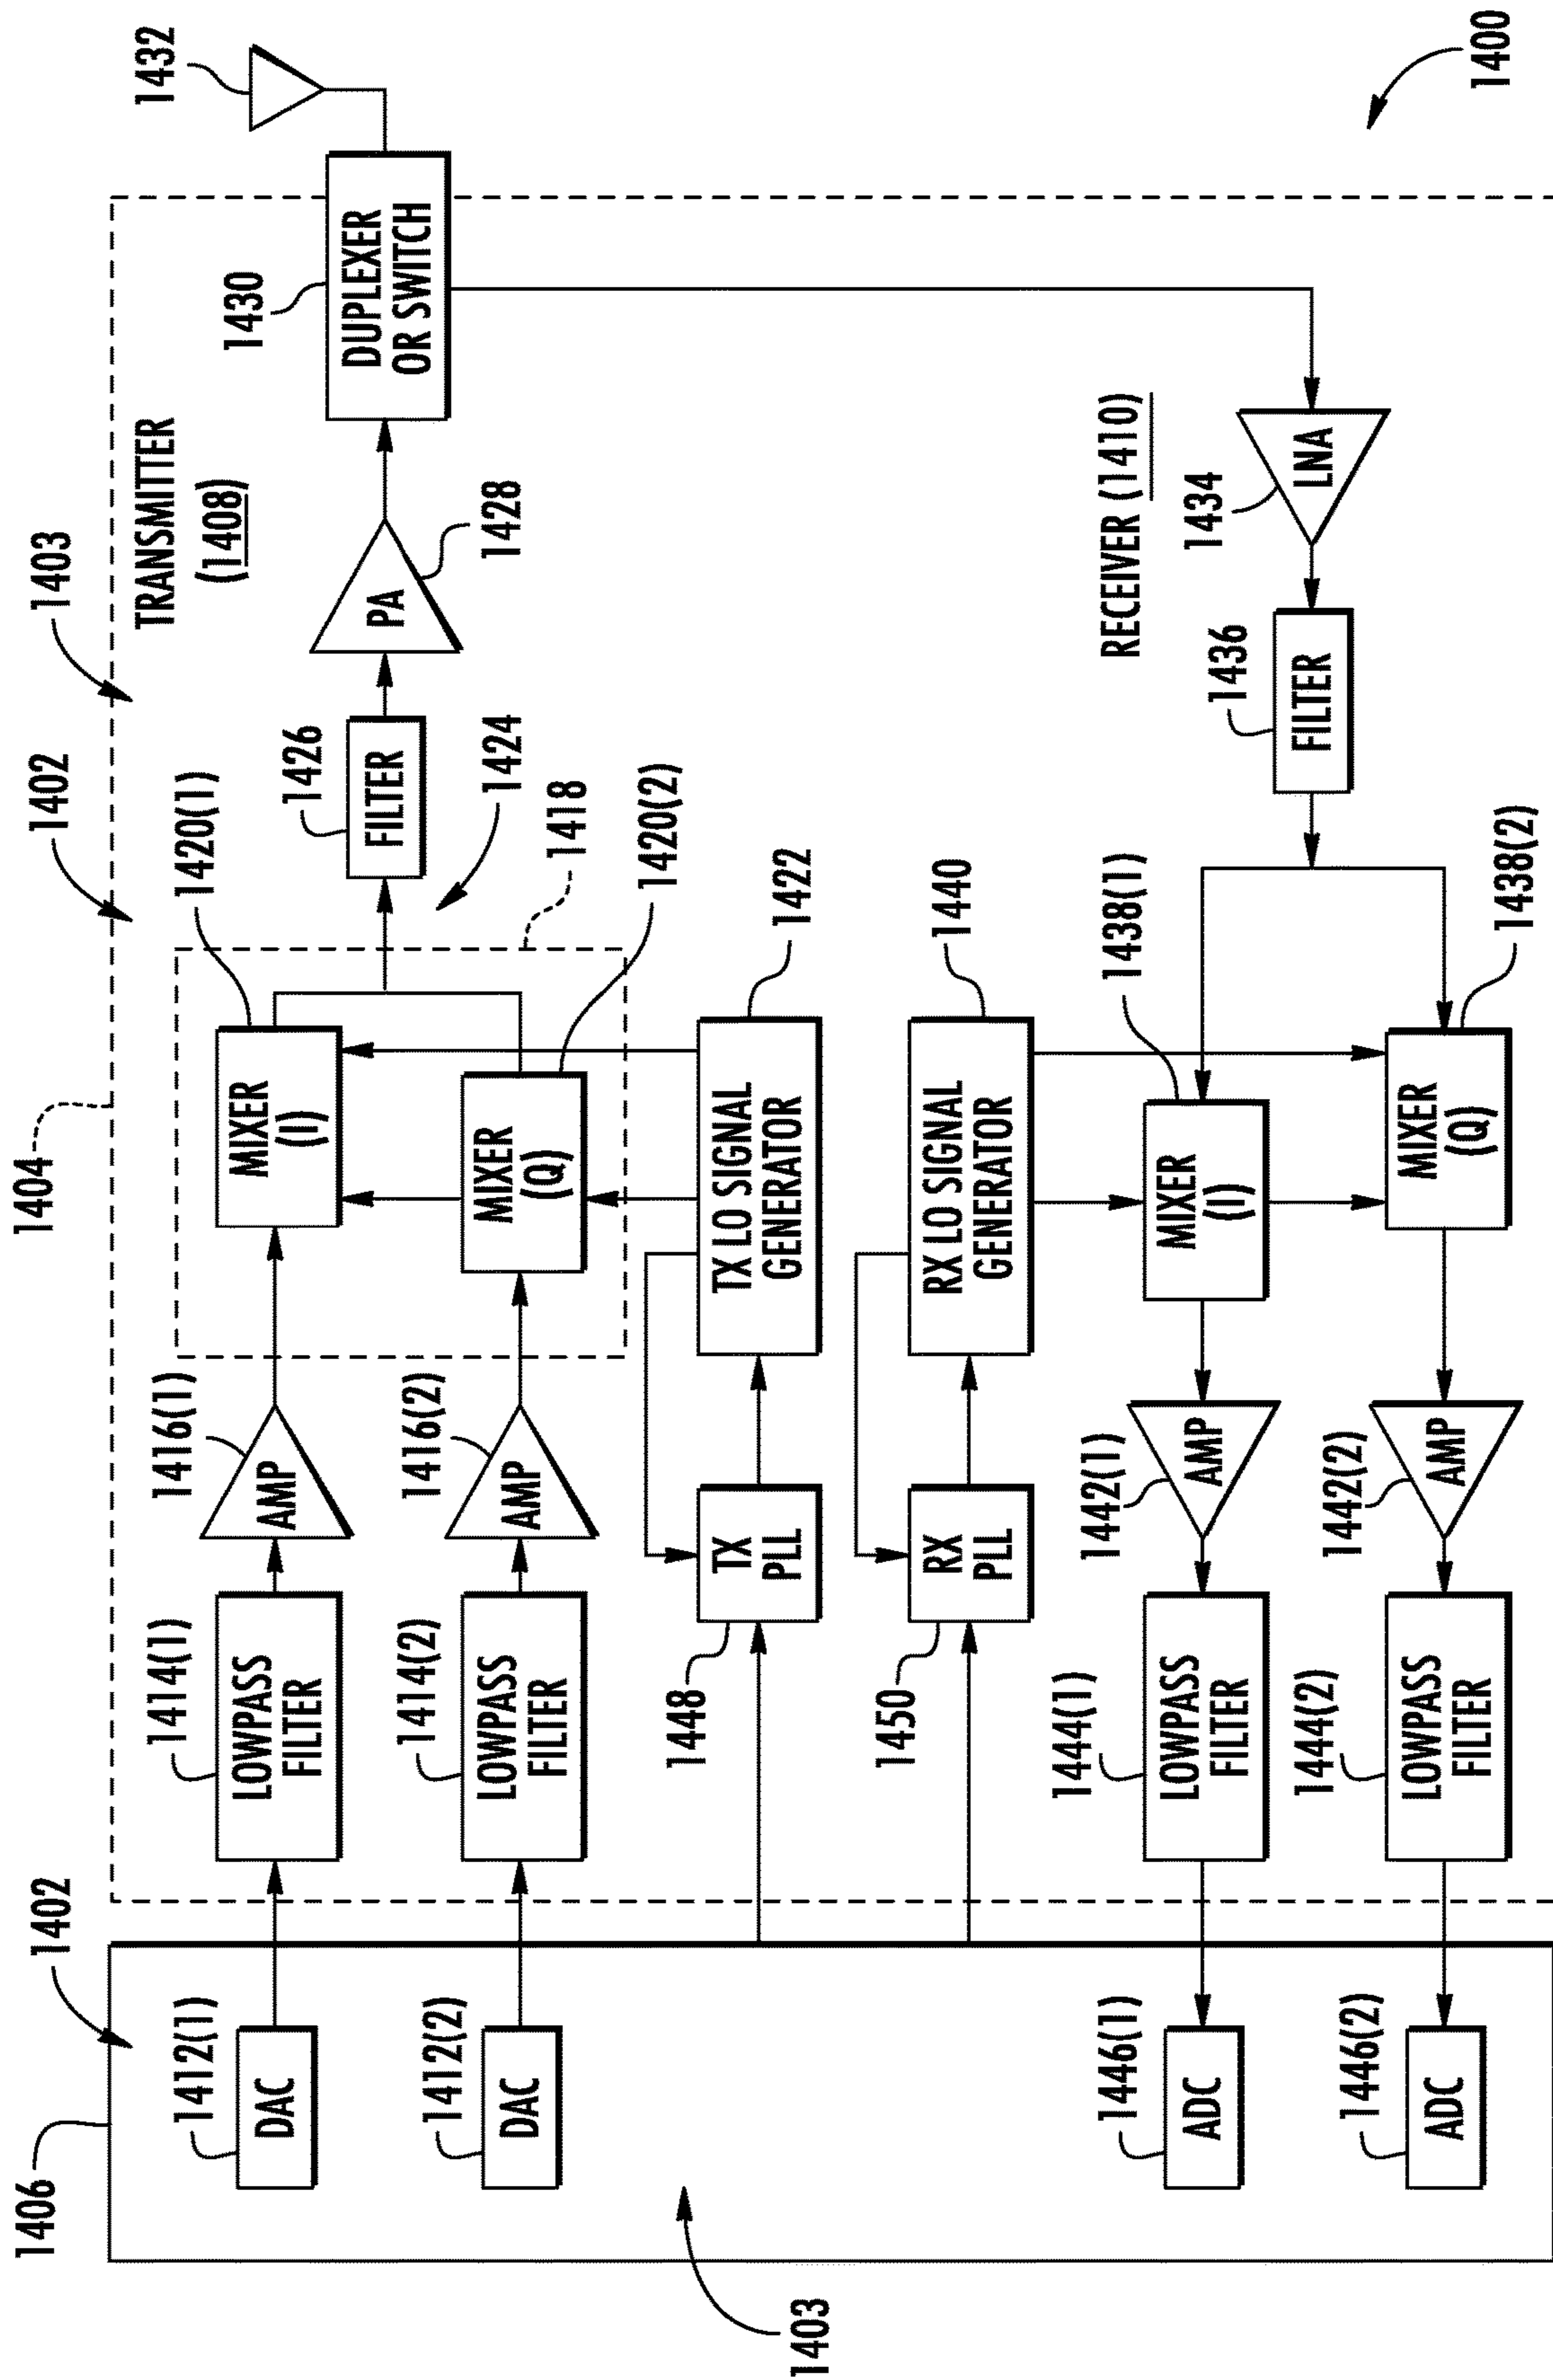 1404
1402
1403
1406
1402
1403
1400
TRANSMITTER
(1408)
1412(1)
DAC
1414(1)
LOWPASS
FILTER
1416(1)
AMP
1420(1)
MIXER
(I)
1426
FILTER
1428
PA
1430
DUPLEXER
OR SWITCH
1432
1412(2)
DAC
1414(2)
LOWPASS
FILTER
1416(2)
AMP
MIXER
(Q)
1424
1418
1420(2)
1448
TX
PLL
TX LO SIGNAL
GENERATOR
1422
1450
RX
PLL
RX LO SIGNAL
GENERATOR
1440
RECEIVER (1410)
1434
LNA
1436
FILTER
1438(1)
MIXER
(I)
1442(1)
AMP
1444(1)
LOWPASS
FILTER
1446(1)
ADC
1438(2)
MIXER
(Q)
1442(2)
AMP
1444(2)
LOWPASS
FILTER
1446(2)
ADC